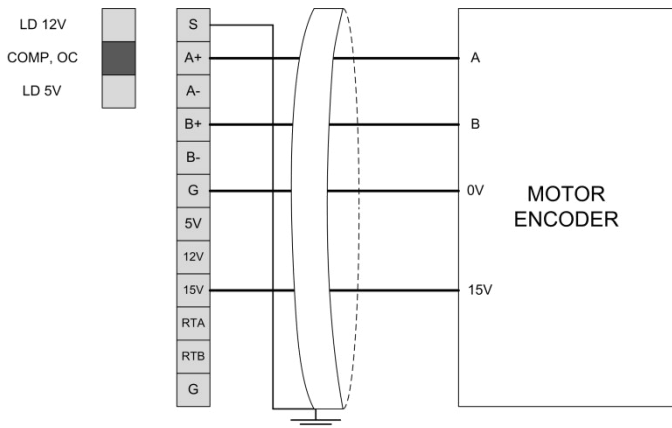 LD 12V
COMP, OC
LD 5V
S
A+
A-
B+
B-
G
5V
12V
15V
RTA
RTB
G
A
B
0V
15V
MOTOR
ENCODER